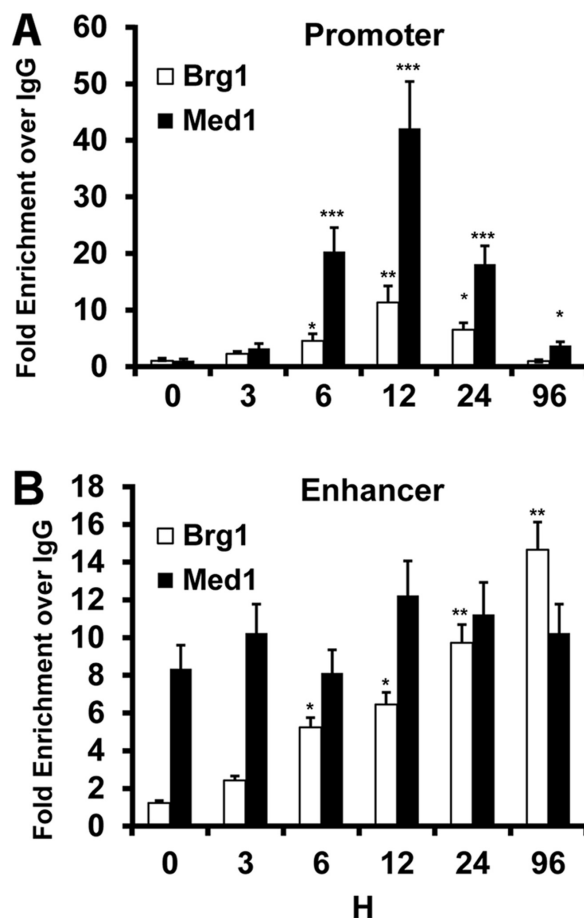 A
Promoter
Fold Enrichment over IgG
60
50
40
30
20
10
0
Brg1
Med1
*
***
**
***
*
***
*
0 3 6 12 24 96
B
Enhancer
Fold Enrichment over IgG
18
16
14
12
10
8
6
4
2
0
Brg1
Med1
*
*
**
**
0 3 6 12 24 96
H